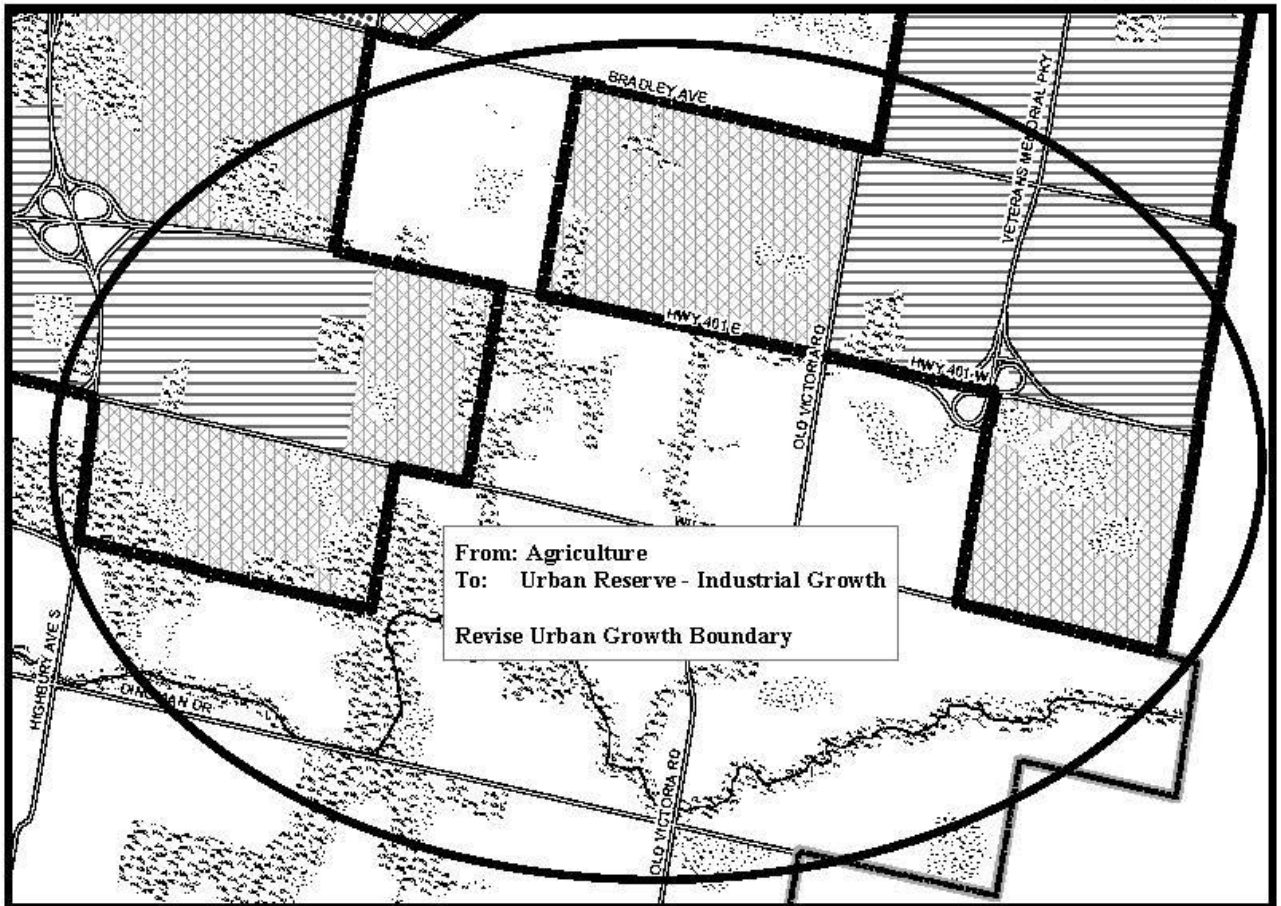 BRADLEY AVE
VETERANS MEMORIAL PKY
HWY 401 E
OLD VICTORIA RD
HWY 401 W
From: Agriculture
To: Urban Reserve - Industrial Growth
Revise Urban Growth Boundary
HIGHBURY AVE S
DR
OLD VICTORIA RD